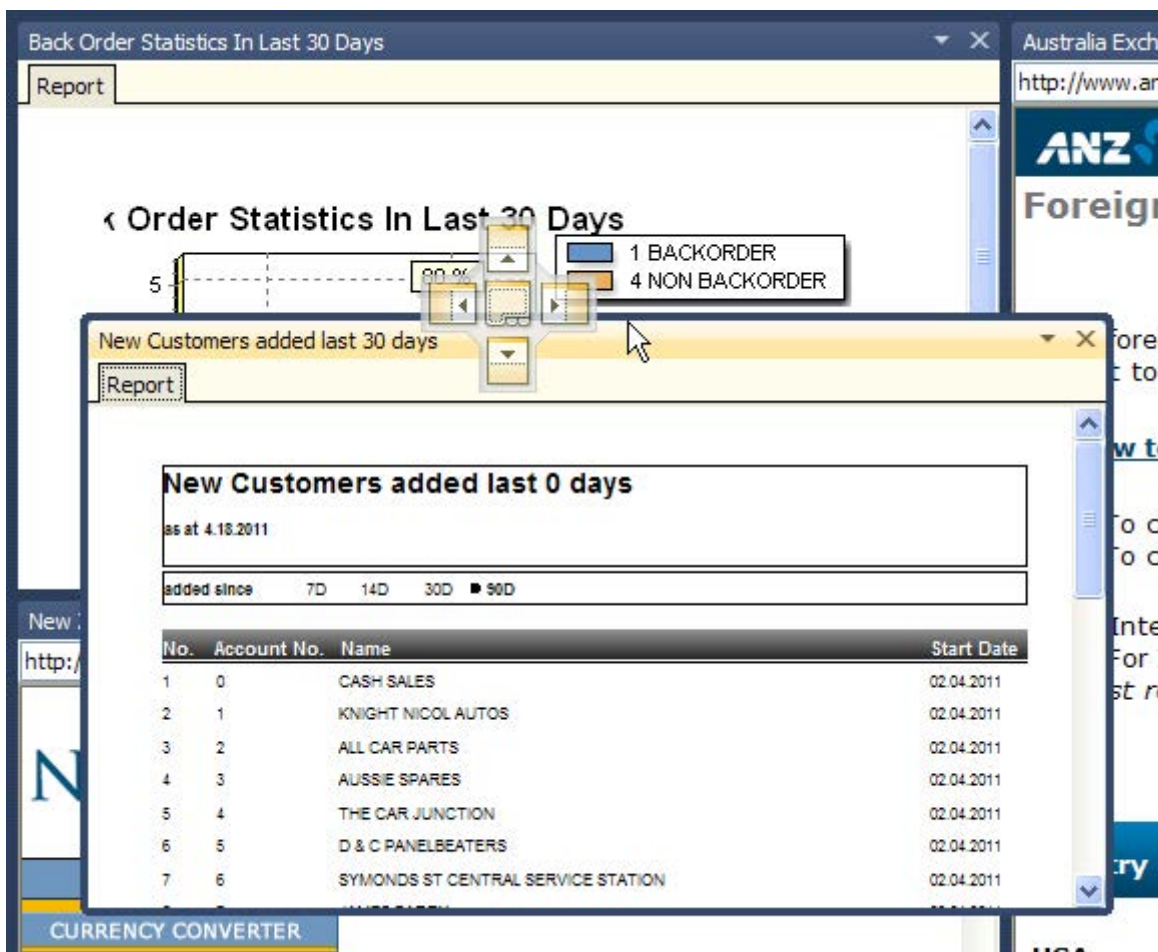 Back Order Statistics In Last 30 Days
Australia Exch
Report
http://www.an
ANZ
Foreign
k Order Statistics In Last 30 Days
1 BACKORDER
5
80 %
4 NON BACKORDER
New Customers added last 30 days
fore
t to
Report
w to
New Customers added last 0 days
as at 4.18.2011
To c
To c
added since 7D 14D 30D 90D
New
Inte
http:/
For
st re
No. Account No. Name Start Date
1 0 CASH SALES 02.04.2011
2 1 KNIGHT NICOL AUTOS 02.04.2011
3 2 ALL CAR PARTS 02.04.2011
N
4 3 AUSSIE SPARES 02.04.2011
5 4 THE CAR JUNCTION 02.04.2011
6 5 D & C PANELBEATERS 02.04.2011
7 6 SYMONDS ST CENTRAL SERVICE STATION 02.04.2011
try
CURRENCY CONVERTER
USA